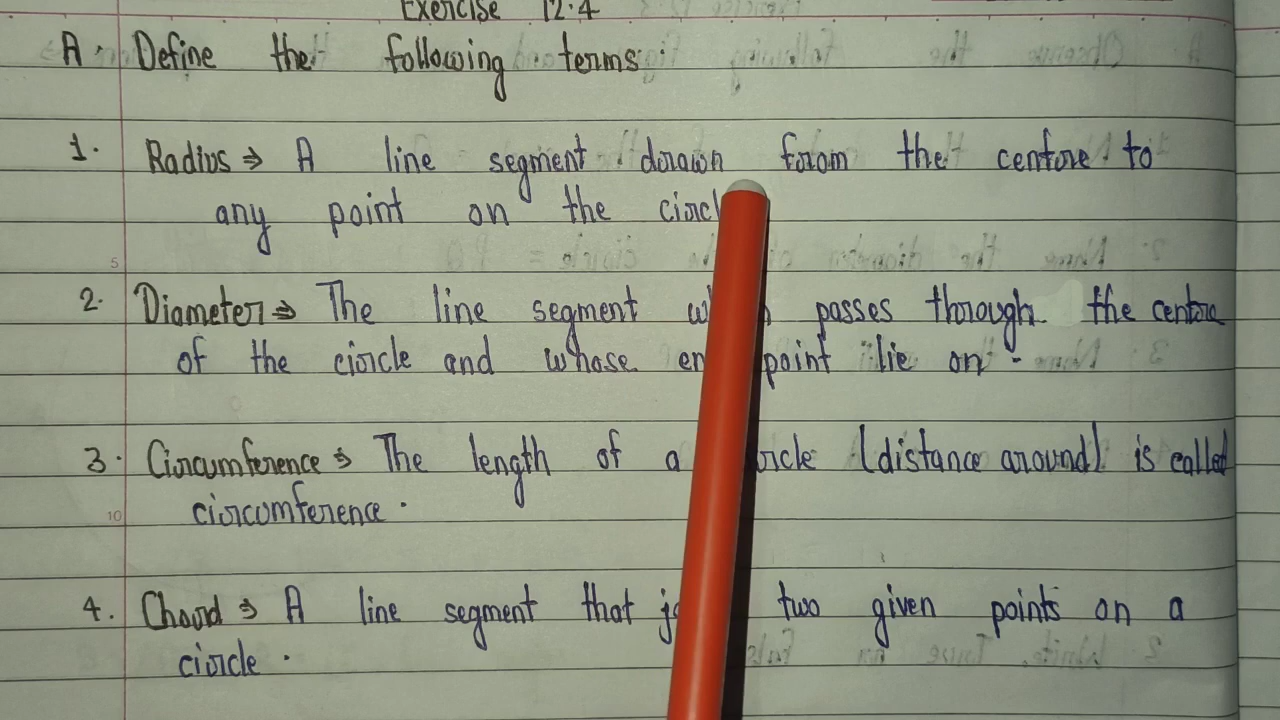 Exercise 12.4
A. Define the following terms.
1. Radius ⇒ A line segment drawn from the centre to
any point on the
2. Diameter ⇒ The line segment passes through the centre
of the circle and whose point lie on.
3. Circumference ⇒ The length of a (distance around) is called
circumference.
4. Chord ⇒ A line segment that two given points on a
circle.